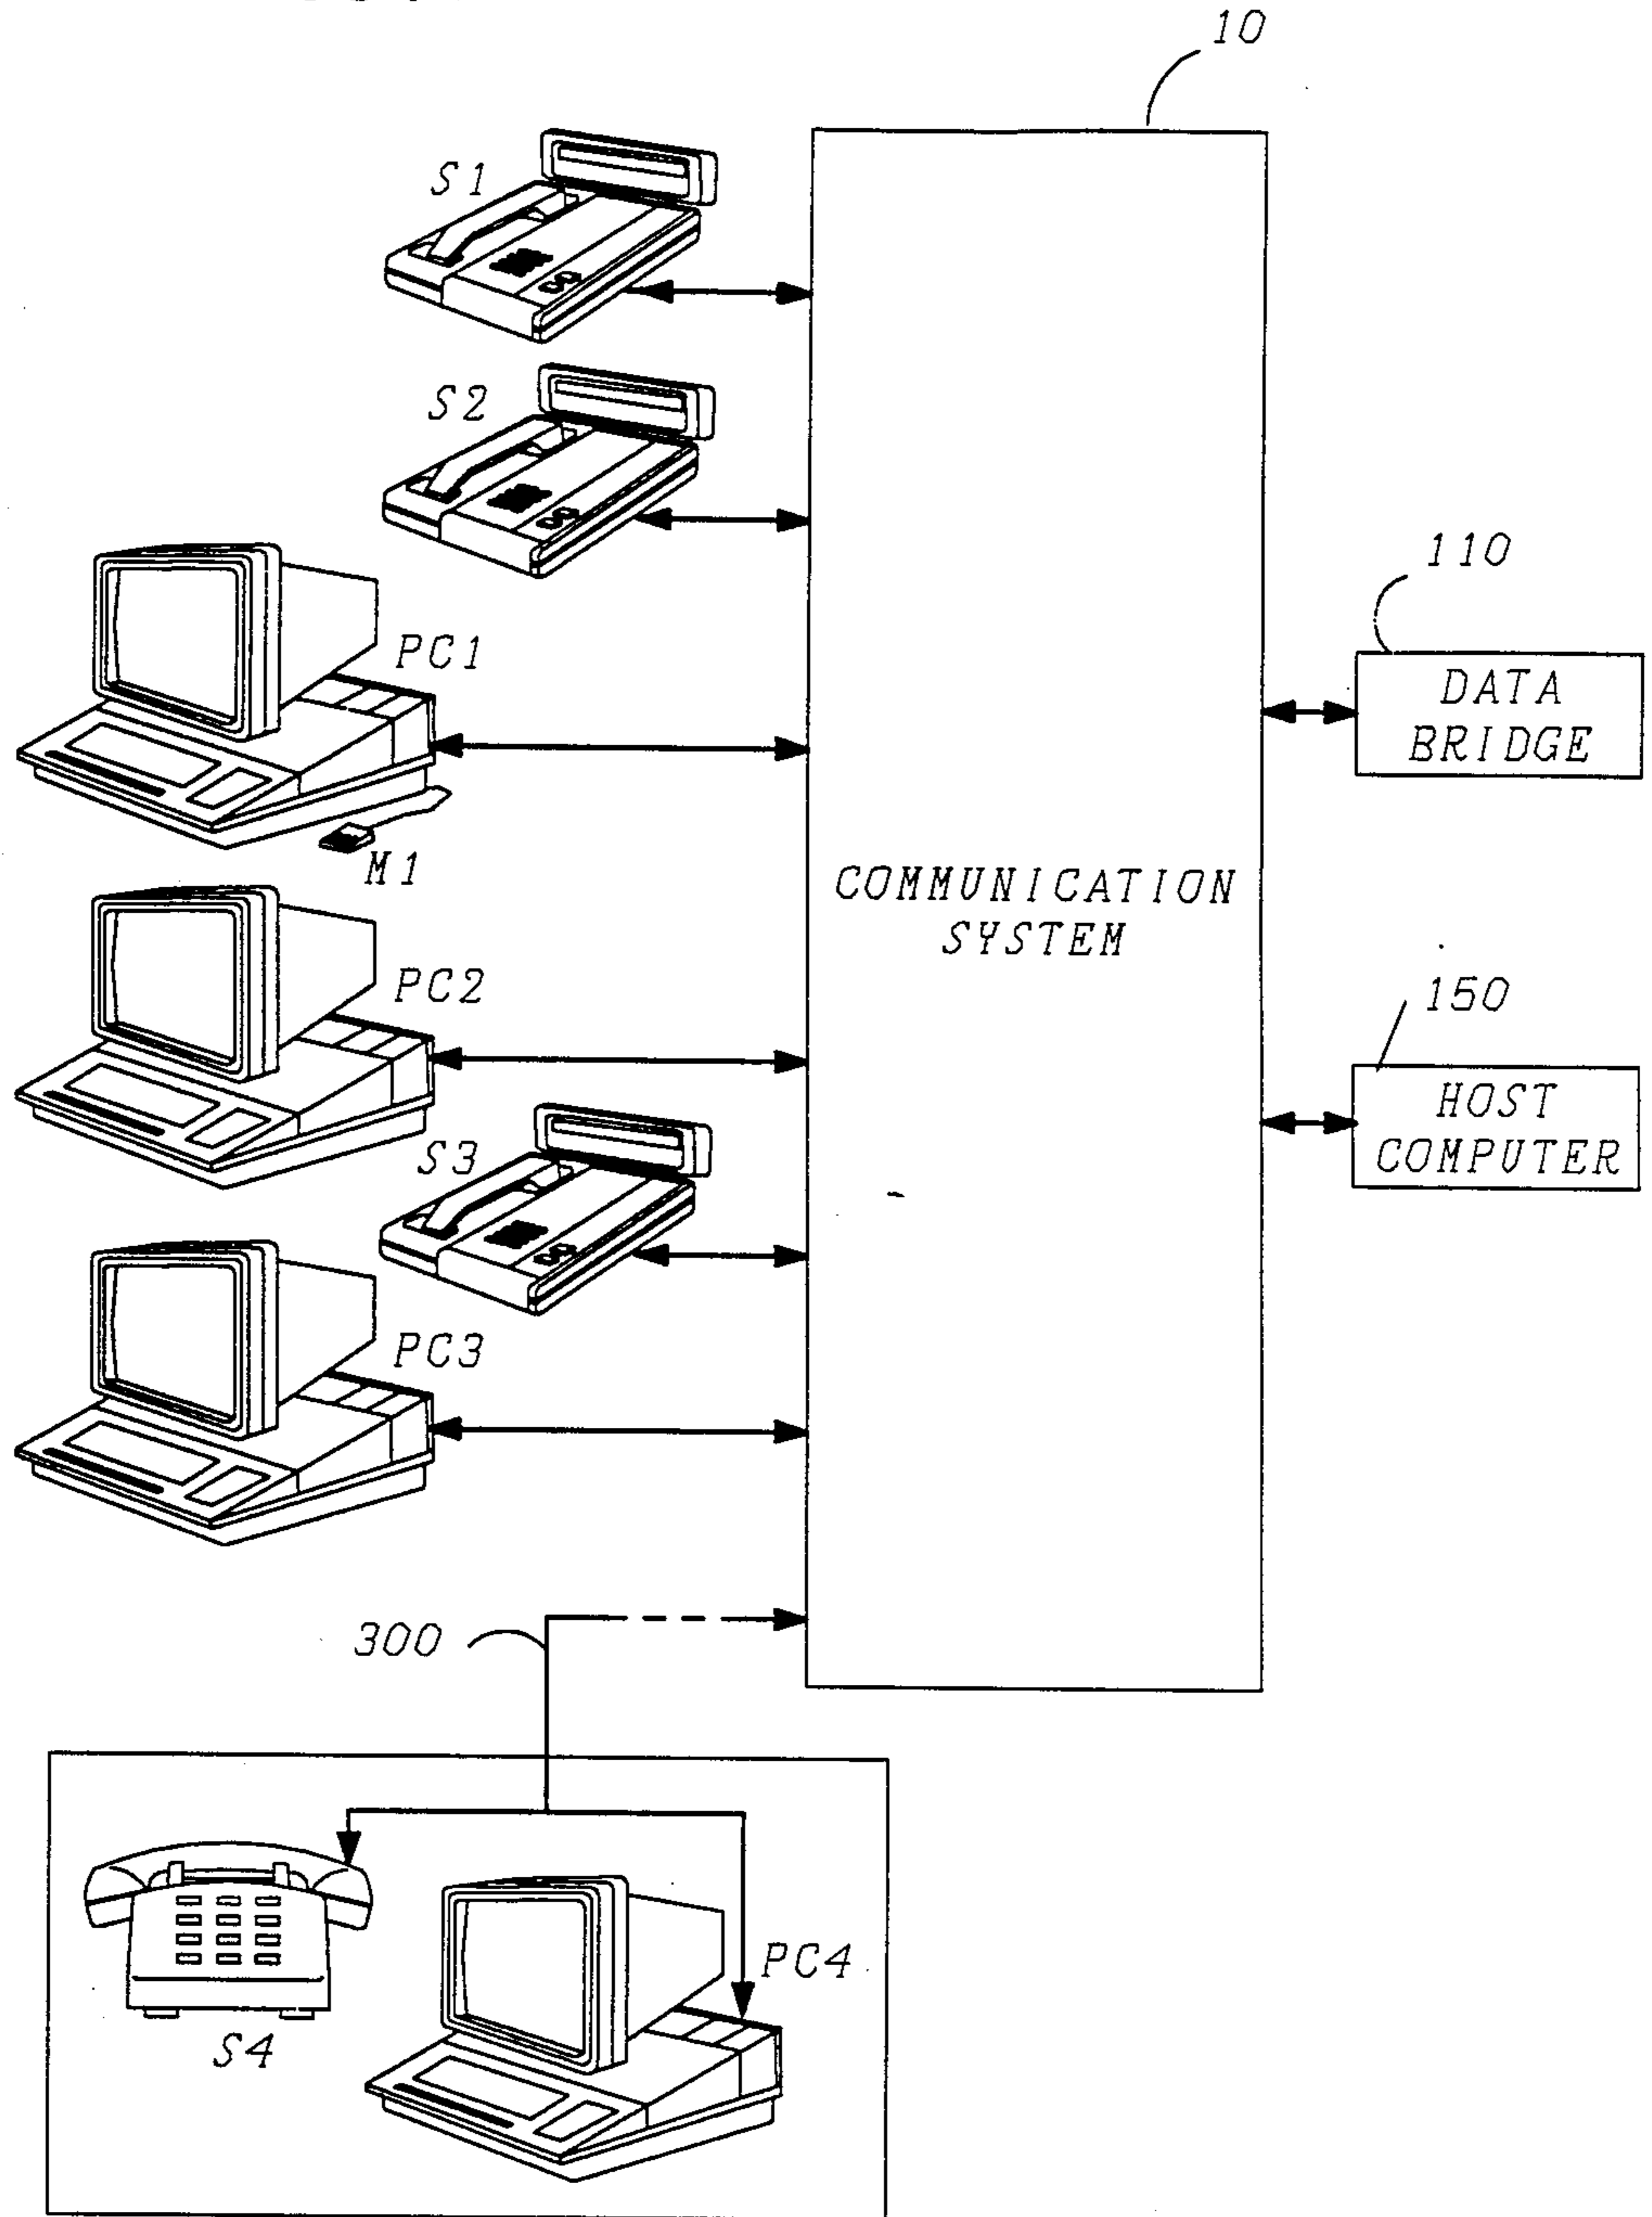 10
S1
S2
110
PC1
DATA
BRIDGE
M1
COMMUNICATION
SYSTEM
PC2
150
HOST
COMPUTER
S3
PC3
300
PC4
S4